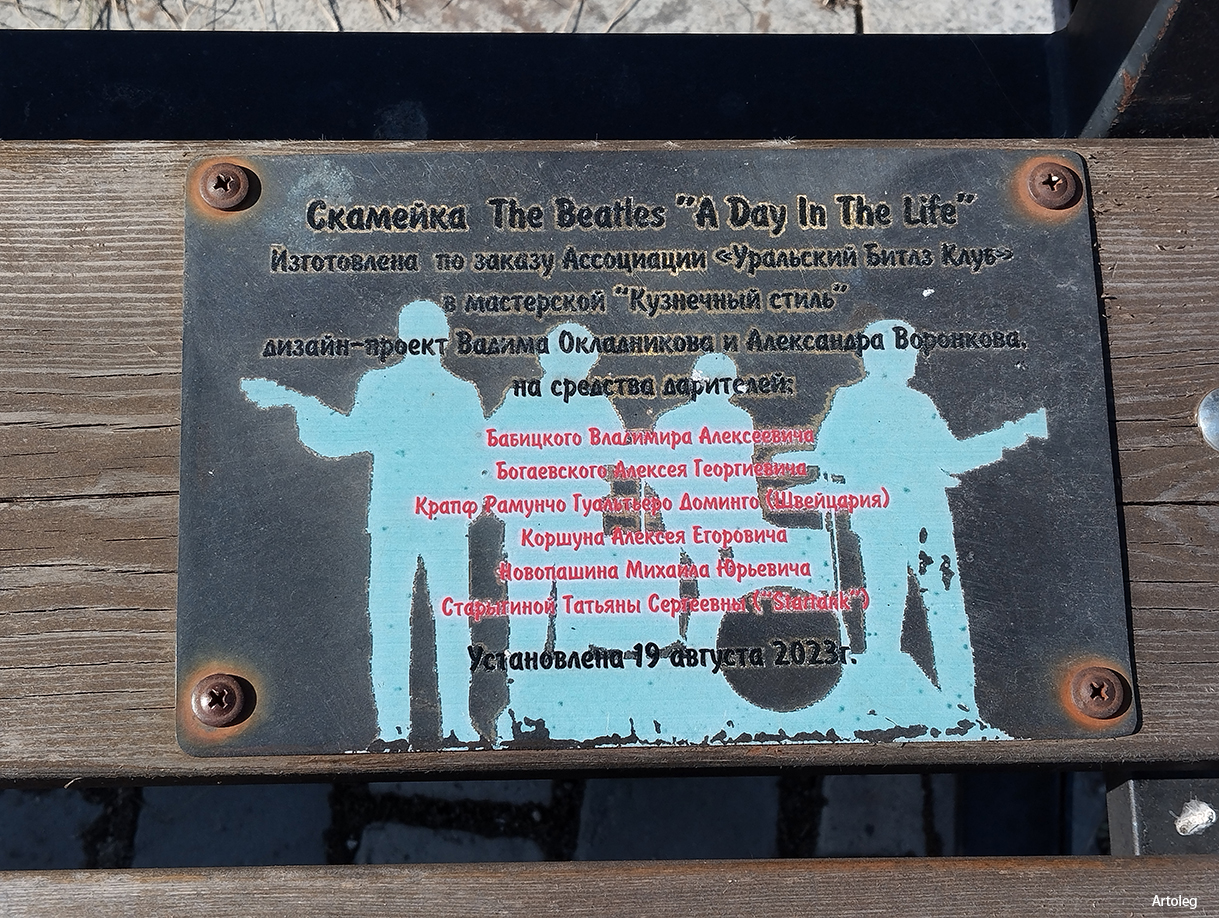 Скамейка The Beatles "A Day In The Life"
Изготовлена по заказу Ассоциации «Уральский Битлз Клуб»
в мастерской "Кузнечный стиль"
дизайн-проект Вадима Окладникова и Александра Воронкова,
на средства дарителей:
Бабицкого Владимира Алексеевича
Богаевского Алексея Георгиевича
Крапф Рамунчо Гуальтьеро Доминго (Швейцария)
Коршуна Алексея Егоровича
Новопашина Михаила Юрьевича
Татьяны Сергеевны
Установлена 19 августа 2023г.
Artoleg